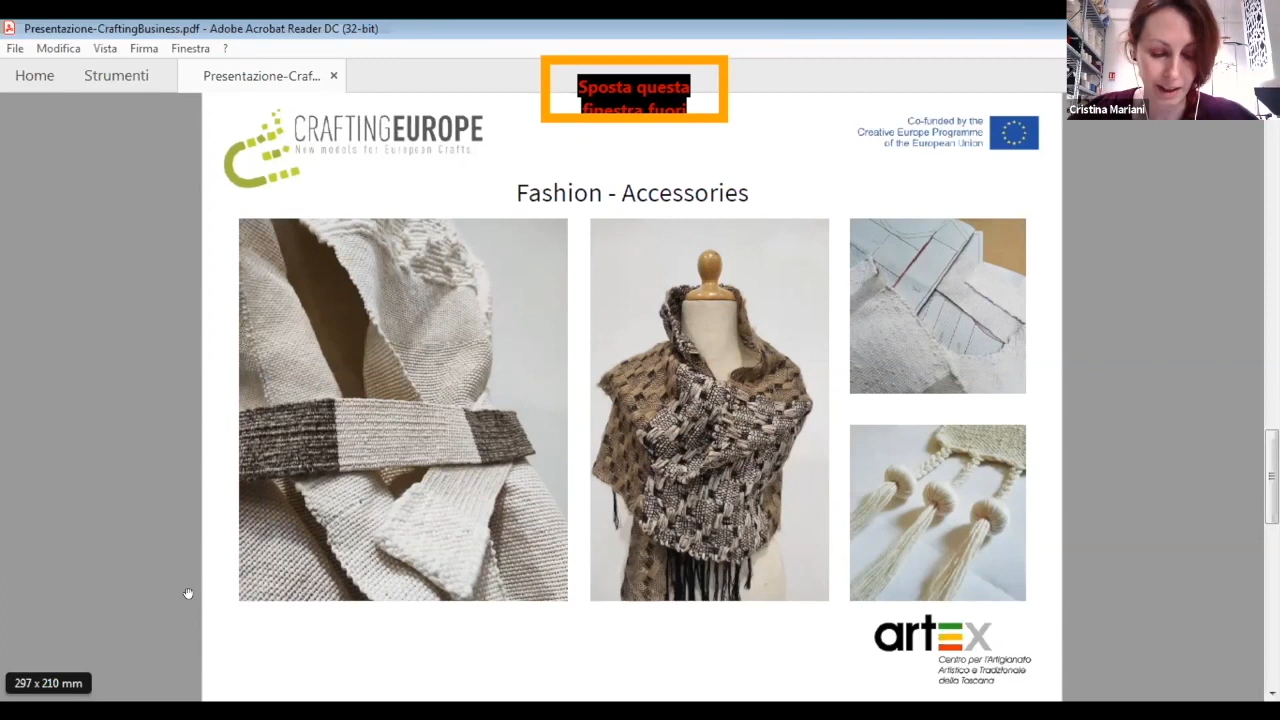 Presentazione-CraftingBusiness.pdf - Adobe Acrobat Reader DC (32-bit)
File Modifica Vista Firma Finestra ?
Home Strumenti Presentazione-Craf... ×
Sposta questa
finestra fuori
Cristina Mariani
CRAFTINGEUROPE
New models for European Crafts
Co-funded by the
Creative Europe Programme
of the European Union
Fashion - Accessories
artex
Centro per l'Artigianato
Artistico e Tradizionale
della Toscana
297 x 210 mm